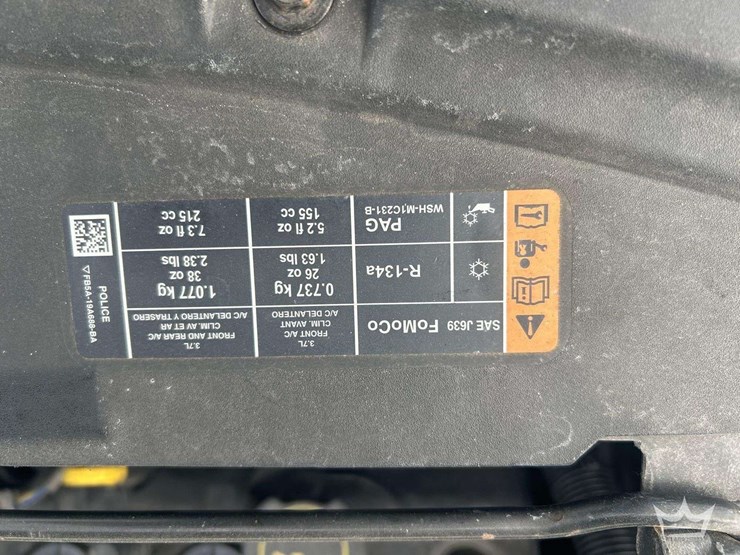 SAE J639 FoMoCo
3.7L
FRONT A/C
CLIM. AVANT
A/C DELANTERO
3.7L
FRONT AND REAR A/C
CLIM. AV ET AR
A/C DELANTERO Y TRASERO
R-134a
0.737 kg
26 oz
1.63 lbs
1.077 kg
38 oz
2.38 lbs
PAG
WSH-M1C231-B
5.2 fl oz
155 cc
7.3 fl oz
215 cc
POLICE
FB5A-19A688-BA